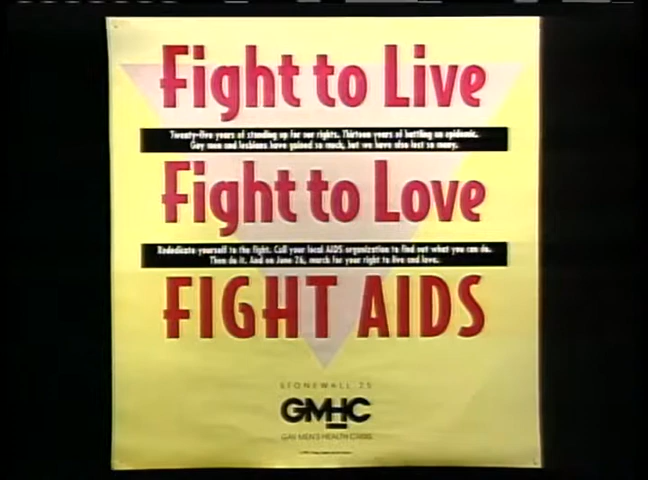 Fight to Live
Twenty-five years of standing up for our rights. Thirteen years of battling an epidemic.
Gay men and lesbians have gained so much, but we have also lost so many.
Fight to Love
Rededicate yourself to the fight. Call your local AIDS organization to find out what you can do.
Then do it. And on June 26, march for your right to live and love.
FIGHT AIDS
STONEWALL 25
GMHC
GAY MEN'S HEALTH CRISIS